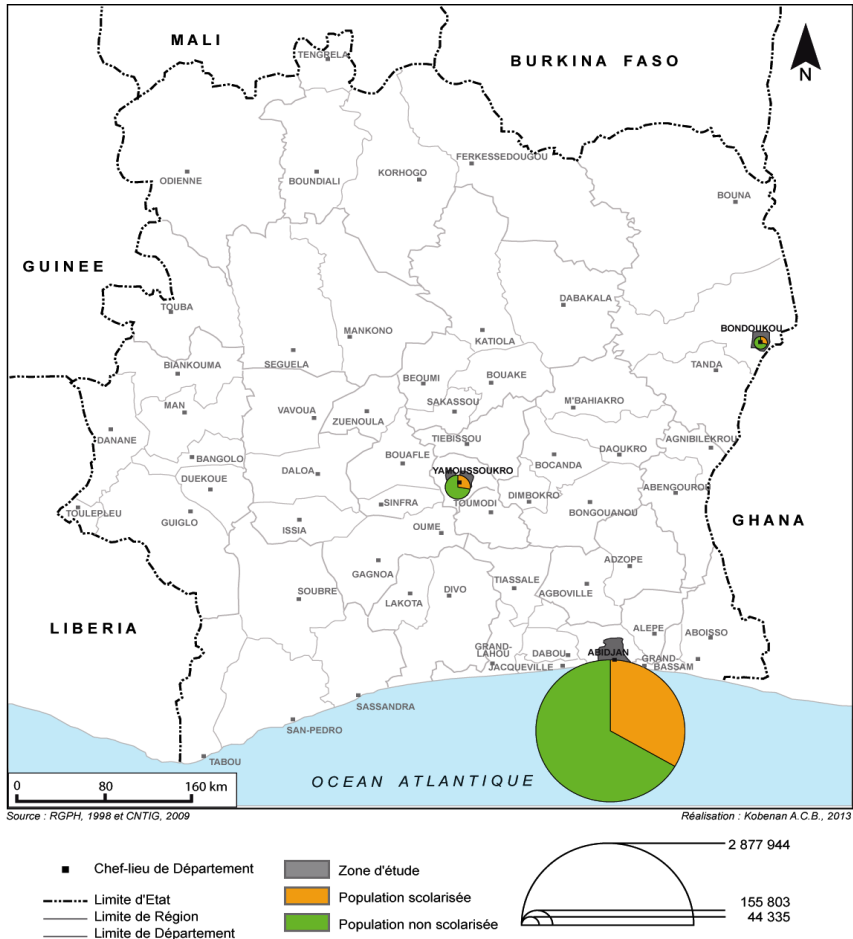 MALI
BURKINA FASO
TENGRELA
N
FERKESSEDOUGOU
ODIENNE
BOUNDIALI
KORHOGO
BOUNA
GUINEE
TOUBA
DABAKALA
MANKONO
KATIOLA
BONDOUKOU
BIANKOUMA
SEGUELA
TANDA
BEOUMI
BOUAKE
MAN
VAVOUA
ZUENOULA
SAKASSOU
M'BAHIAKRO
DANANE
TIEBISSOU
AGNIBILEKROU
BANGOLO
BOUAFLE
BOCANDA
DAOUKRO
DUEKOUE
DALOA
YAMOUSSOUKRO
ABENGOUROU
TOULEPLEU
SINFRA
TOUMODI
DIMBOKRO
BONGOUANOU
GUIGLO
ISSIA
OUME
GHANA
GAGNOA
ADZOPE
SOUBRE
LAKOTA
DIVO
TIASSALE
AGBOVILLE
LIBERIA
ALEPE
ABOISSO
GRAND-
LAHOU
DABOU
ABIDJAN
GRAND-
BASSAM
JACQUEVILLE
SASSANDRA
SAN-PEDRO
TABOU
OCEAN ATLANTIQUE
0 80 160 km
Source : RGPH, 1998 et CNTIG, 2009
Réalisation : Kobenan A.C.B., 2013
Chef-lieu de Département
Limite d'Etat
Limite de Région
Limite de Département
Zone d'étude
Population scolarisée
Population non scolarisée
2 877 944
155 803
44 335